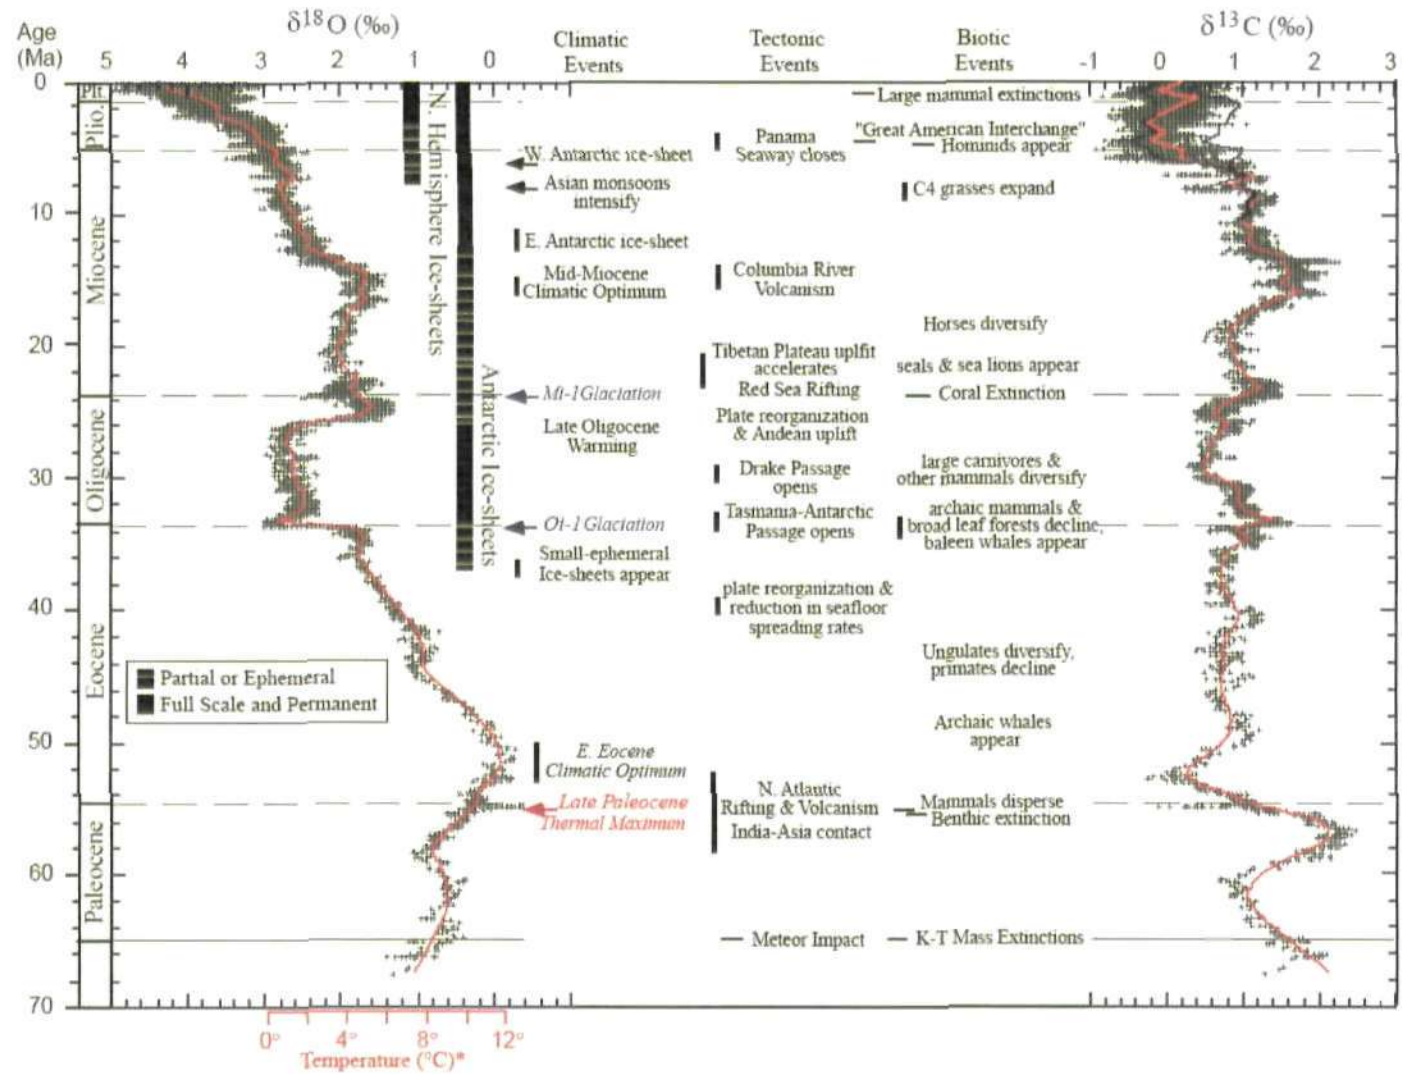 Age
(Ma)
δ18O (‰)
5 4 3 2 1 0
Climatic
Events
Tectonic
Events
Biotic
Events
δ13C (‰)
-1 0 1 2 3
0
10
20
30
40
50
60
70
Plt.
Plio.
Miocene
Oligocene
Eocene
Paleocene
N. Hemisphere Ice-sheets
Antarctic Ice-sheets
W. Antarctic ice-sheet
Asian monsoons
intensify
E. Antarctic ice-sheet
Mid-Miocene
Climatic Optimum
Mi-1Glaciation
Late Oligocene
Warming
Oi-1 Glaciation
Small-ephemeral
Ice-sheets appear
E. Eocene
Climatic Optimum
Late Paleocene
Thermal Maximum
Panama
Seaway closes
Columbia River
Volcanism
Tibetan Plateau uplfit
accelerates
Red Sea Rifting
Plate reorganization
& Andean uplift
Drake Passage
opens
Tasmania-Antarctic
Passage opens
plate reorganization &
reduction in seafloor
spreading rates
N. Atlantic
Rifting & Volcanism
India-Asia contact
Meteor Impact
Large mammal extinctions
"Great American Interchange"
Hominids appear
C4 grasses expand
Horses diversify
seals & sea lions appear
Coral Extinction
large carnivores &
other mammals diversify
archaic mammals &
broad leaf forests decline,
baleen whales appear
Ungulates diversify,
primates decline
Archaic whales
appear
Mammals disperse
Benthic extinction
K-T Mass Extinctions
Partial or Ephemeral
Full Scale and Permanent
0° 4° 8° 12°
Temperature (°C)*